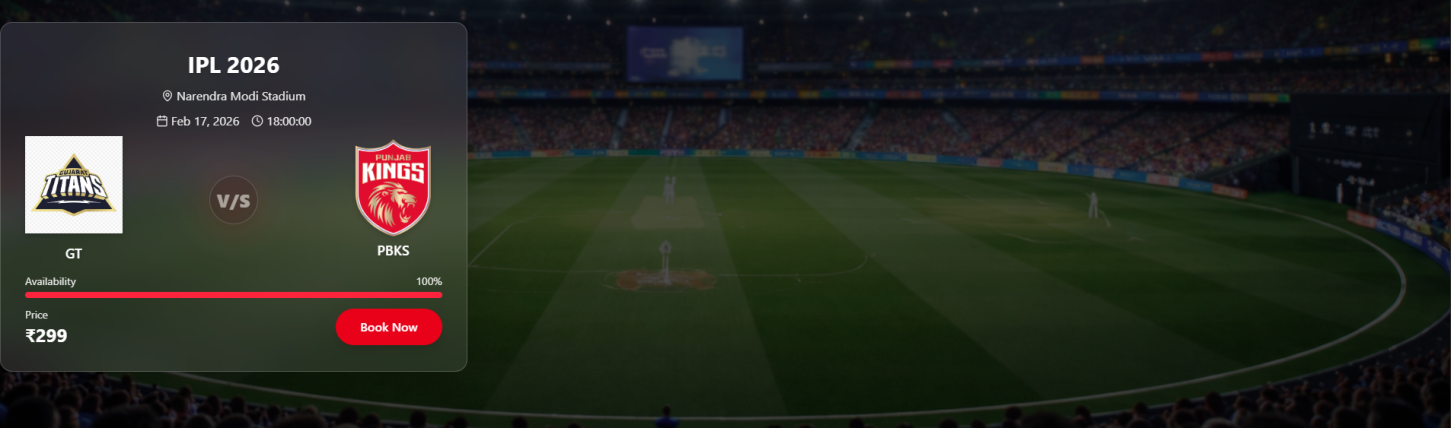 IPL 2026
Narendra Modi Stadium
Feb 17, 2026 18:00:00
GUJARAT
TITANS
PUNJAB
KINGS
V/S
GT
PBKS
Availability 100%
Price
₹299
Book Now